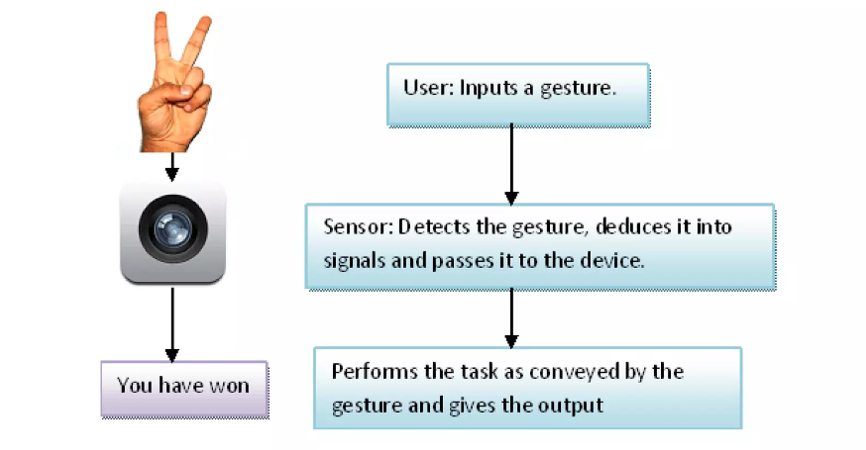 User: Inputs a gesture.
Sensor: Detects the gesture, deduces it into
signals and passes it to the device.
You have won
Performs the task as conveyed by the
gesture and gives the output